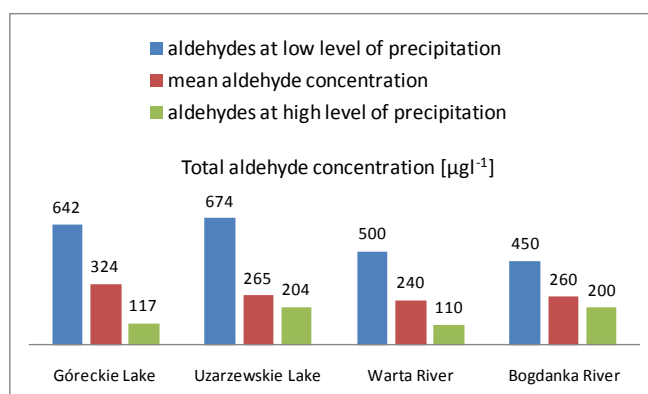 aldehydes at low level of precipitation
mean aldehyde concentration
aldehydes at high level of precipitation
Total aldehyde concentration [µgl⁻¹]
642 324 117 674 265 204 500 240 110 450 260 200
Góreckie Lake Uzarzewskie Lake Warta River Bogdanka River